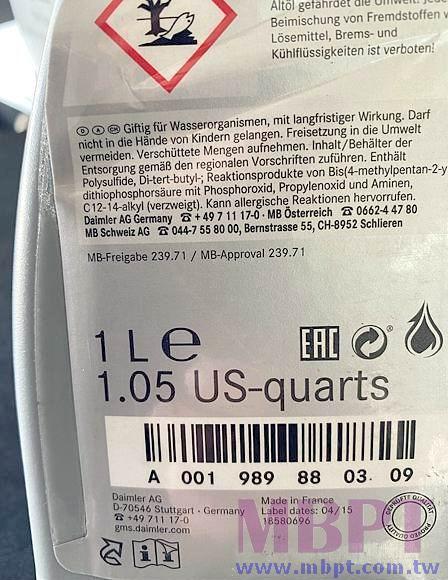 Altöl gefährdet die Umwelt. Jede
Beimischung von Fremdstoffen w
Lösemittel, Brems- und
Kühlflüssigkeiten ist verboten!
D A CH Giftig für Wasserorganismen, mit langfristiger Wirkung. Darf
nicht in die Hände von Kindern gelangen. Freisetzung in die Umwelt
vermeiden. Verschüttete Mengen aufnehmen. Inhalt/Behälter der
Entsorgung gemäß den regionalen Vorschriften zuführen. Enthält
Polysulfide, Di-tert-butyl-; Reaktionsprodukte von Bis(4-methylpentan-2-y
dithiophosphorsäure mit Phosphoroxid, Propylenoxid und Aminen,
C12-14-alkyl (verzweigt). Kann allergische Reaktionen hervorrufen.
Daimler AG Germany ☎ +49 7 11 17-0 · MB Österreich ☎ 0662-4 47 80
MB Schweiz AG ☎ 044-7 55 80 00, Bernstrasse 55, CH-8952 Schlieren
MB-Freigabe 239.71 / MB-Approval 239.71
1 L e
EAC
1.05 US-quarts
A 001 989 88 03 09
Daimler AG
D-70546 Stuttgart · Germany
☎ +49 711 17-0
gms.daimler.com
Made in France
Label dates: 04/15
18580696
GEPRÜFTE QUALITÄT
PROVED QUALITY
MBPT
www.mbpt.com.tw